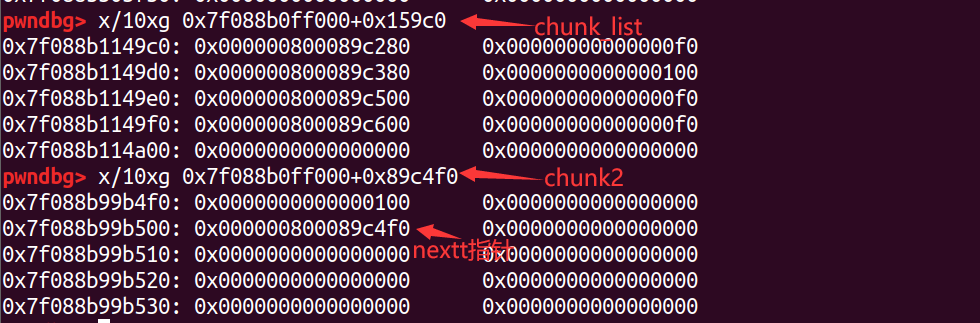 pwndbg> x/10xg 0x7f088b0ff000+0x159c0 chunk_list
0x7f088b1149c0: 0x000000800089c280 0x00000000000000f0
0x7f088b1149d0: 0x000000800089c380 0x0000000000000100
0x7f088b1149e0: 0x000000800089c500 0x00000000000000f0
0x7f088b1149f0: 0x000000800089c600 0x00000000000000f0
0x7f088b114a00: 0x0000000000000000 0x0000000000000000
pwndbg> x/10xg 0x7f088b0ff000+0x89c4f0 chunk2
0x7f088b99b4f0: 0x0000000000000100 0x0000000000000000
0x7f088b99b500: 0x000000800089c4f0 0x0000000000000000
nextt指针
0x7f088b99b510: 0x0000000000000000 0x0000000000000000
0x7f088b99b520: 0x0000000000000000 0x0000000000000000
0x7f088b99b530: 0x0000000000000000 0x0000000000000000